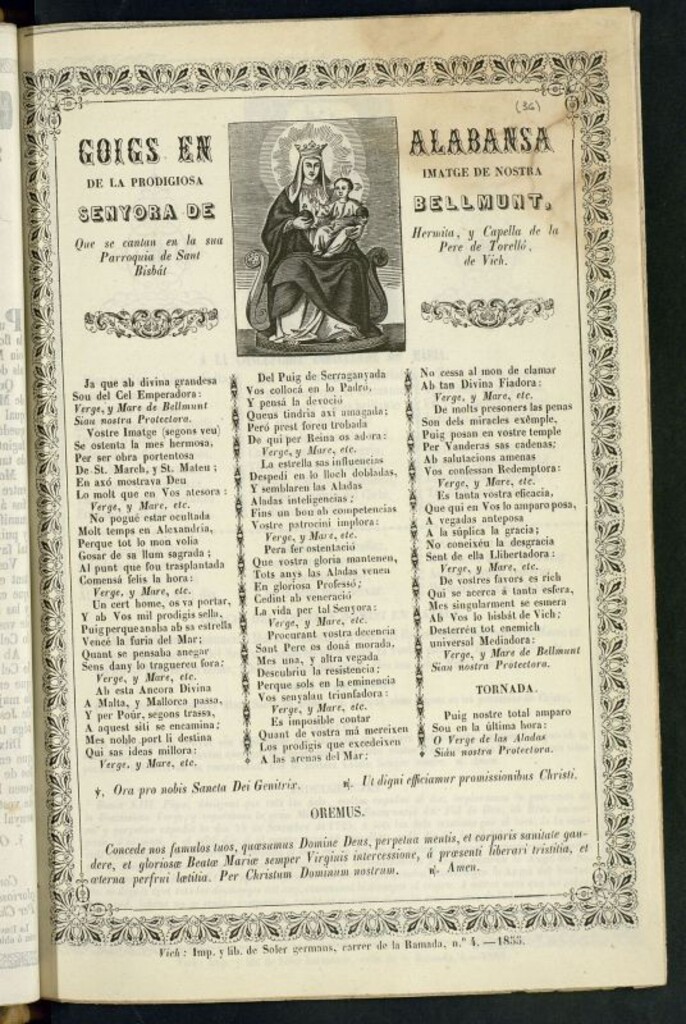 (36)
GOIGS EN ALABANSA
DE LA PRODIGIOSA IMATGE DE NOSTRA
SENYORA DE BELLMUNT,
Que se cantan en la sua Hermita, y Capella de la
Parroquia de Sant Pere de Torelló,
Bisbát de Vich.
Ja que ab divina grandesa
Sou del Cel Emperadora:
Verge, y Mare de Bellmunt
Siau nostra Protectora.
Vostre Imatge (segons veu)
Se ostenta la mes hermosa,
Per ser obra portentosa
De St. March, y St. Mateu;
En axó mostrava Deu
Lo molt que en Vos atesora:
Verge, y Mare, etc.
No pogué estar ocultada
Molt temps en Alexandria,
Perque tot lo mon volia
Gosar de sa llum sagrada;
Al punt que fou trasplantada
Comensá felis la hora:
Verge, y Mare, etc.
Un cert home, os va portar,
Y ab Vos mil prodigis sella,
Puig perque anaba ab sa estrella
Vencé la furia del Mar;
Quant se pensaba anegar
Sens dany lo traguereu fora:
Verge, y Mare, etc.
Ab esta Ancora Divina
A Malta, y Mallorca passa,
Y per Poúr, segons trassa,
A aquest siti se encamina;
Mes noble port li destina
Qui sas ideas millora:
Verge, y Mare, etc.
Del Puig de Serraganyada
Vos collocá en lo Padró,
Y pensá la devoció
Queus tindria axi amagada;
Peró prest foreu trobada
De qui per Reina os adora:
Verge, y Mare, etc.
La estrella sas influencias
Despedí en lo lloch dobladas,
Y semblaren las Aladas
Aladas inteligencias;
Fins un bou ab competencias
Vostre patrocini implora:
Verge, y Mare, etc.
Pera fer ostentació
Que vostra gloria mantenen,
Tots anys las Aladas venen
En gloriosa Professó;
Cedint ab veneració
La vida per tal Senyora:
Verge, y Mare, etc.
Procurant vostra decencia
Sant Pere es doná morada,
Mes una, y altra vegada
Descubriu la resistencia;
Perque sols en la eminencia
Vos senyalau triunfadora:
Verge, y Mare, etc.
Es imposible contar
Quant de vostra má mereixen
Los prodigis que excedeixen
A las arenas del Mar;
No cessa al mon de clamar
Ab tan Divina Fiadora:
Verge, y Mare, etc.
De molts presoners las penas
Son dels miracles exémple,
Puig posan en vostre temple
Per Vanderas sas cadenas;
Ab salutacions amenas
Vos confessan Redemptora:
Verge, y Mare, etc.
Es tanta vostra eficacia,
Que qui en Vos lo amparo posa,
A vegadas anteposa
A la súplica la gracia;
No coneixéu la desgracia
Sent de ella Llibertadora:
Verge, y Mare, etc.
De vostres favors es rich
Qui se acerca á tanta esfera,
Mes singularment se esmera
Ab Vos lo bisbát de Vich;
Desterréu tot enemich
universal Mediadora:
Verge, y Mare de Bellmunt
Siau nostra Protectora.
TORNADA.
Puig nostre total amparo
Sou en la última hora:
O Verge de las Aladas
Siáu nostra Protectora.
℣. Ora pro nobis Sancta Dei Genitrix. ℟. Ut digni efficiamur promissionibus Christi.
OREMUS.
Concede nos famulos tuos, quæsumus Domine Deus, perpetua mentis, et corporis sanitate gau-
dere, et gloriosæ Beatæ Mariæ semper Virginis intercessione, á præsenti liberari tristitia, et
æterna perfrui lætitia. Per Christum Dominum nostrum. ℟. Amen.
Vich: Imp. y lib. de Soler germans, carrer de la Ramada, n.º 4. — 1855.